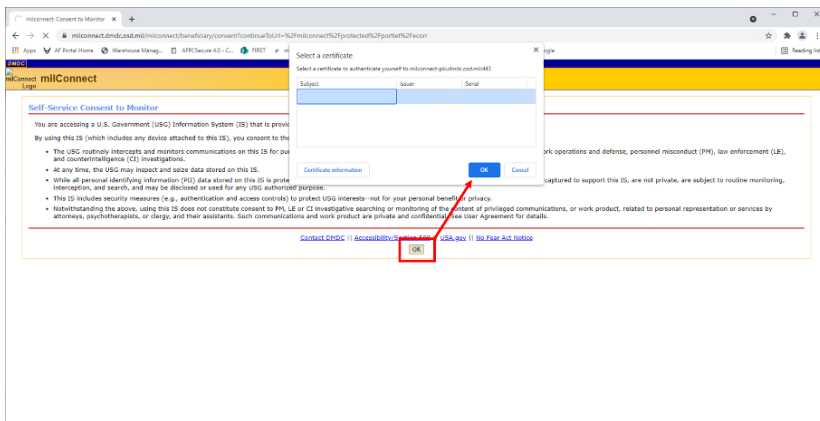 milconnect: Consent to Monitor
milconnect.dmdc.osd.mil/milconnect/beneficiary/consent?continueToUrl=%2Fmilconnect%2Fprotected%2Fportlet%2Fecorr
Apps AF Portal Home Warehouse Manag... AFPCSecure 4.0 - C... FIRST
Reading list
DMDC
milConnect Logo milConnect
Select a certificate
Select a certificate to authenticate yourself to milconnect-pki.dmdc.osd.mil:443
Subject Issuer Serial
Certificate information OK Cancel
Self-Service Consent to Monitor
You are accessing a U.S. Government (USG) Information System (IS) that is provid
By using this IS (which includes any device attached to this IS), you consent to the
The USG routinely intercepts and monitors communications on this IS for pur ork operations and defense, personnel misconduct (PM), law enforcement (LE),
and counterintelligence (CI) investigations.
At any time, the USG may inspect and seize data stored on this IS.
While all personal identifying information (PII) data stored on this IS is prote captured to support this IS, are not private, are subject to routine monitoring,
interception, and search, and may be disclosed or used for any USG authorized purpose.
This IS includes security measures (e.g., authentication and access controls) to protect USG interests--not for your personal benefit or privacy.
Notwithstanding the above, using this IS does not constitute consent to PM, LE or CI investigative searching or monitoring of the content of privileged communications, or work product, related to personal representation or services by
attorneys, psychotherapists, or clergy, and their assistants. Such communications and work product are private and confidential. See User Agreement for details.
Contact DMDC || Accessibility/Section 508 || USA.gov || No Fear Act Notice
OK